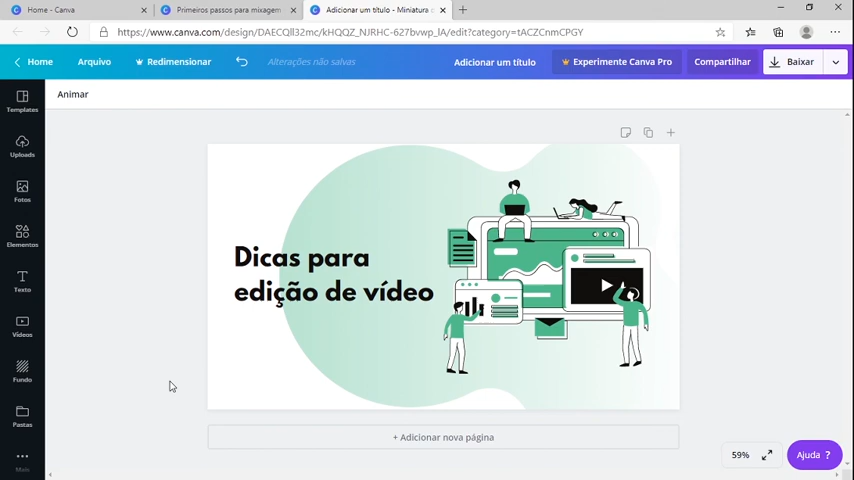 Home - Canva
Primeiros passos para mixagem
Adicionar um título - Miniatura c
https://www.canva.com/design/DAECQll32mc/kHQQZ_NJRHC-627bvwp_lA/edit?category=tACZCnmCPGY
Home
Arquivo
Redimensionar
Alterações não salvas
Adicionar um título
Experimente Canva Pro
Compartilhar
Baixar
Templates
Animar
Uploads
Fotos
Elementos
Texto
Vídeos
Fundo
Pastas
Mais
Dicas para
edição de vídeo
+ Adicionar nova página
59%
Ajuda ?